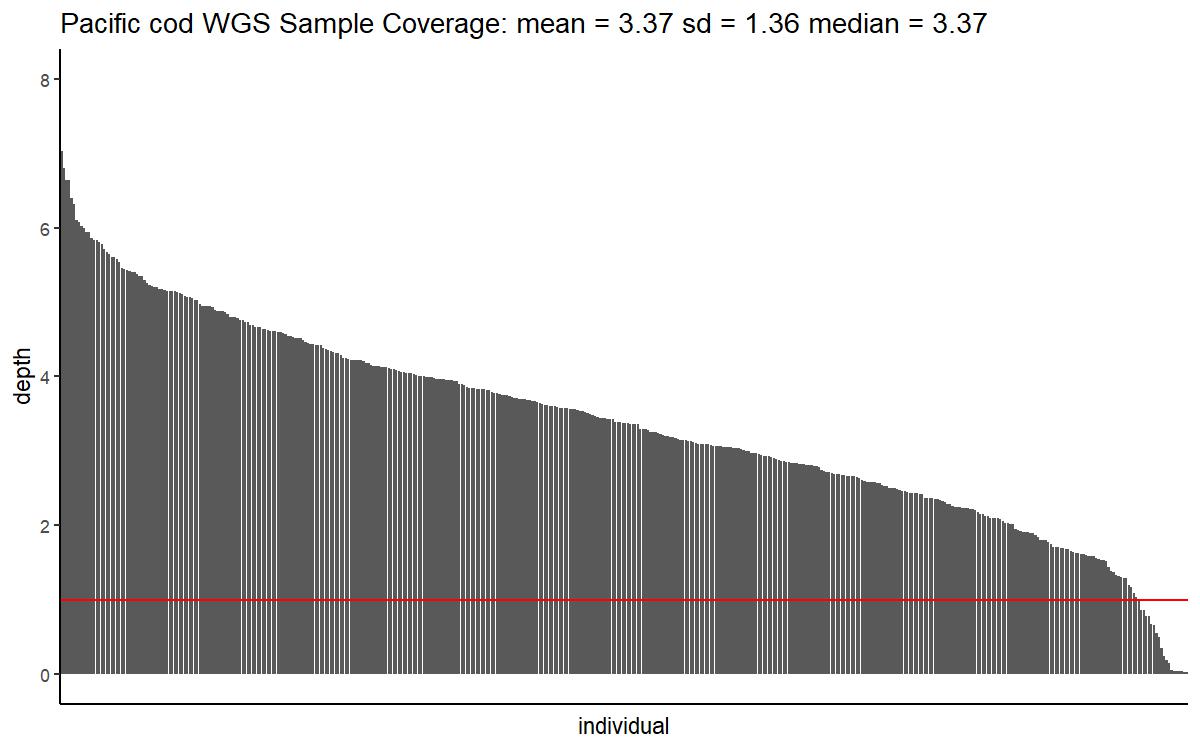 Pacific cod WGS Sample Coverage: mean = 3.37 sd = 1.36 median = 3.37
8
6
4
2
0
depth
individual